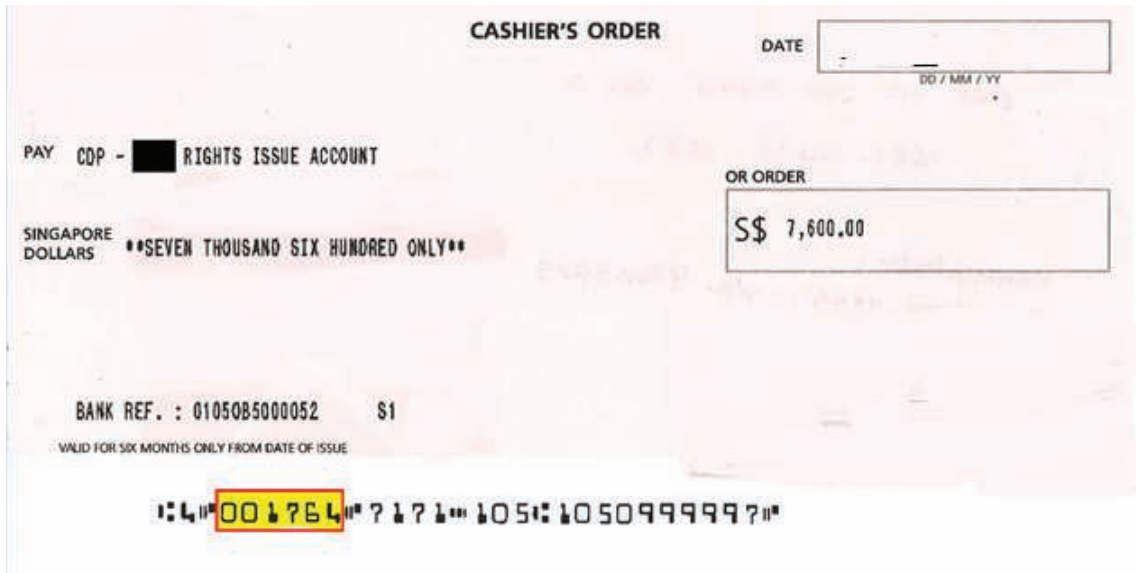 CASHIER'S ORDER
DATE
DD / MM / YY
PAY CDP - RIGHTS ISSUE ACCOUNT
OR ORDER
SINGAPORE DOLLARS **SEVEN THOUSAND SIX HUNDRED ONLY**
S$ 7,600.00
BANK REF. : 01050B5000052 S1
VALID FOR SIX MONTHS ONLY FROM DATE OF ISSUE
⑆4⑈001764⑈7171⑉105⑆1050999997⑈